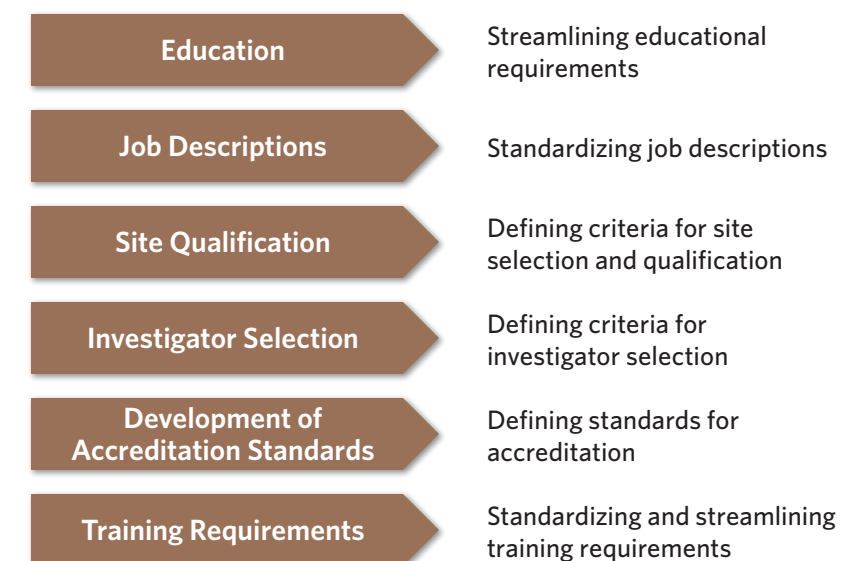 Education
Streamlining educational
requirements
Job Descriptions
Standardizing job descriptions
Site Qualification
Defining criteria for site
selection and qualification
Investigator Selection
Defining criteria for
investigator selection
Development of
Accreditation Standards
Defining standards for
accreditation
Training Requirements
Standardizing and streamlining
training requirements